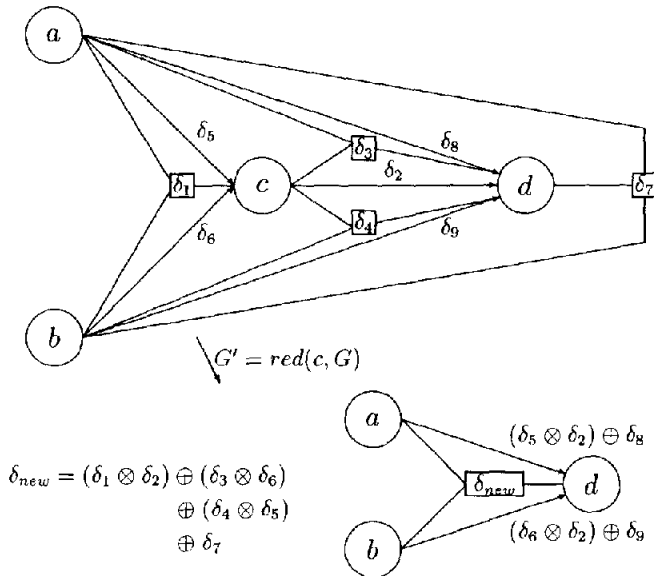 a
δ5
δ8
δ3
δ2
δ1
c
d
δ7
δ4
δ6
δ9
b
G′ = red(c, G)
a
(δ5 ⊗ δ2) ⊕ δ8
δnew = (δ1 ⊗ δ2) ⊕ (δ3 ⊗ δ6)
δnew
d
⊕ (δ4 ⊗ δ5)
⊕ δ7
b
(δ6 ⊗ δ2) ⊕ δ9